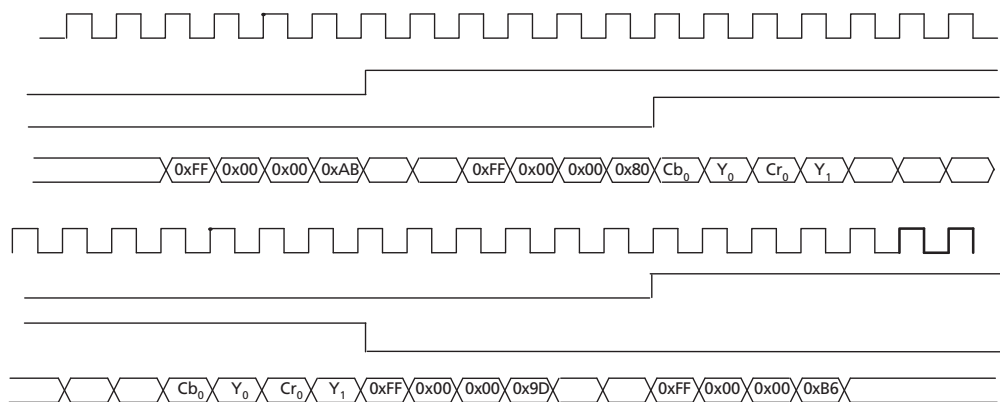 0xFF 0x00 0x00 0xAB 0xFF 0x00 0x00 0x80 Cb₀ Y₀ Cr₀ Y₁
Cb₀ Y₀ Cr₀ Y₁ 0xFF 0x00 0x00 0x9D 0xFF 0x00 0x00 0xB6